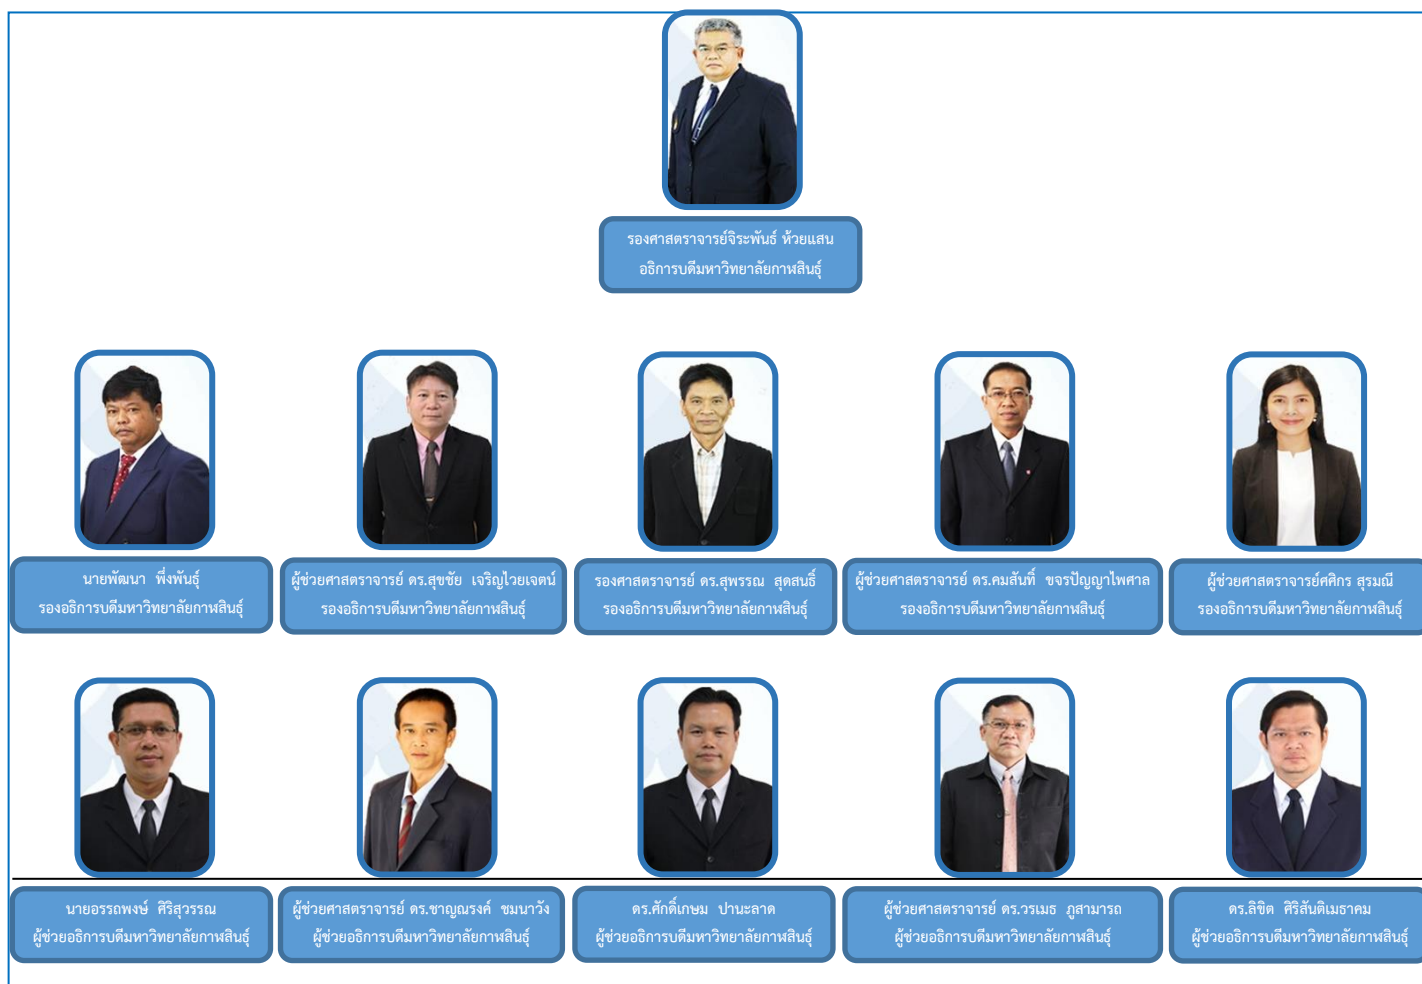 รองศาสตราจารย์จิระพันธ์ ห้วยแสน
อธิการบดีมหาวิทยาลัยกาฬสินธุ์
นายพัฒนา พึ่งพันธุ์
รองอธิการบดีมหาวิทยาลัยกาฬสินธุ์
ผู้ช่วยศาสตราจารย์ ดร.สุขชัย เจริญไวยเจตน์
รองอธิการบดีมหาวิทยาลัยกาฬสินธุ์
รองศาสตราจารย์ ดร.สุพรรณ สุดสนธิ์
รองอธิการบดีมหาวิทยาลัยกาฬสินธุ์
ผู้ช่วยศาสตราจารย์ ดร.คมสันทิ์ ขจรปัญญาไพศาล
รองอธิการบดีมหาวิทยาลัยกาฬสินธุ์
ผู้ช่วยศาสตราจารย์ศศิกร สุรมณี
รองอธิการบดีมหาวิทยาลัยกาฬสินธุ์
นายอรรถพงษ์ ศิริสุวรรณ
ผู้ช่วยอธิการบดีมหาวิทยาลัยกาฬสินธุ์
ผู้ช่วยศาสตราจารย์ ดร.ชาญณรงค์ ชมนาวัง
ผู้ช่วยอธิการบดีมหาวิทยาลัยกาฬสินธุ์
ดร.ศักดิ์เกษม ปานะลาด
ผู้ช่วยอธิการบดีมหาวิทยาลัยกาฬสินธุ์
ผู้ช่วยศาสตราจารย์ ดร.วรเมธ ภูสามารถ
ผู้ช่วยอธิการบดีมหาวิทยาลัยกาฬสินธุ์
ดร.ลิขิต ศิริสันติเมธาคม
ผู้ช่วยอธิการบดีมหาวิทยาลัยกาฬสินธุ์